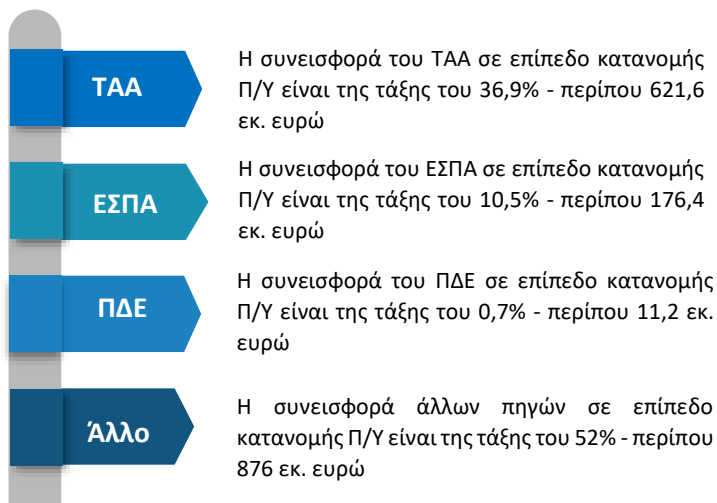 ΤΑΑ
Η συνεισφορά του ΤΑΑ σε επίπεδο κατανομής
Π/Υ είναι της τάξης του 36,9% - περίπου 621,6
εκ. ευρώ
ΕΣΠΑ
Η συνεισφορά του ΕΣΠΑ σε επίπεδο κατανομής
Π/Υ είναι της τάξης του 10,5% - περίπου 176,4
εκ. ευρώ
ΠΔΕ
Η συνεισφορά του ΠΔΕ σε επίπεδο κατανομής
Π/Υ είναι της τάξης του 0,7% - περίπου 11,2 εκ.
ευρώ
Άλλο
Η συνεισφορά άλλων πηγών σε επίπεδο
κατανομής Π/Υ είναι της τάξης του 52% - περίπου
876 εκ. ευρώ